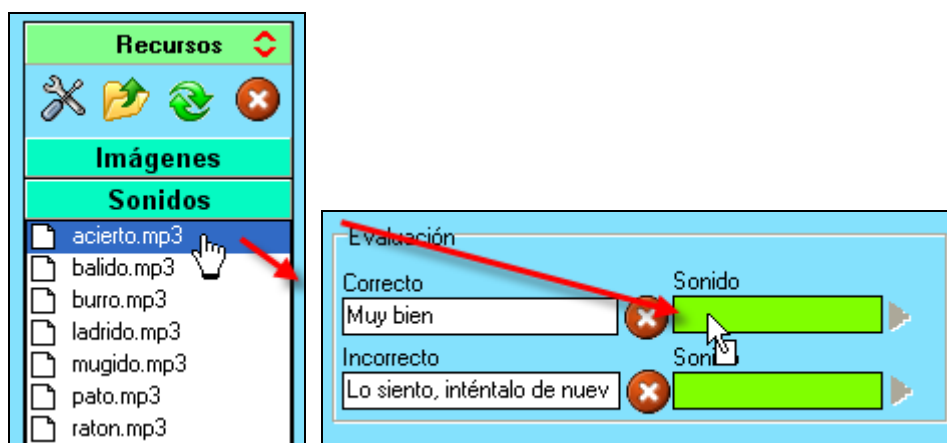 Recursos
Imágenes
Sonidos
acierto.mp3
balido.mp3
burro.mp3
ladrido.mp3
mugido.mp3
pato.mp3
raton.mp3
Evaluación
Correcto
Sonido
Muy bien
Incorrecto
Lo siento, inténtalo de nuev